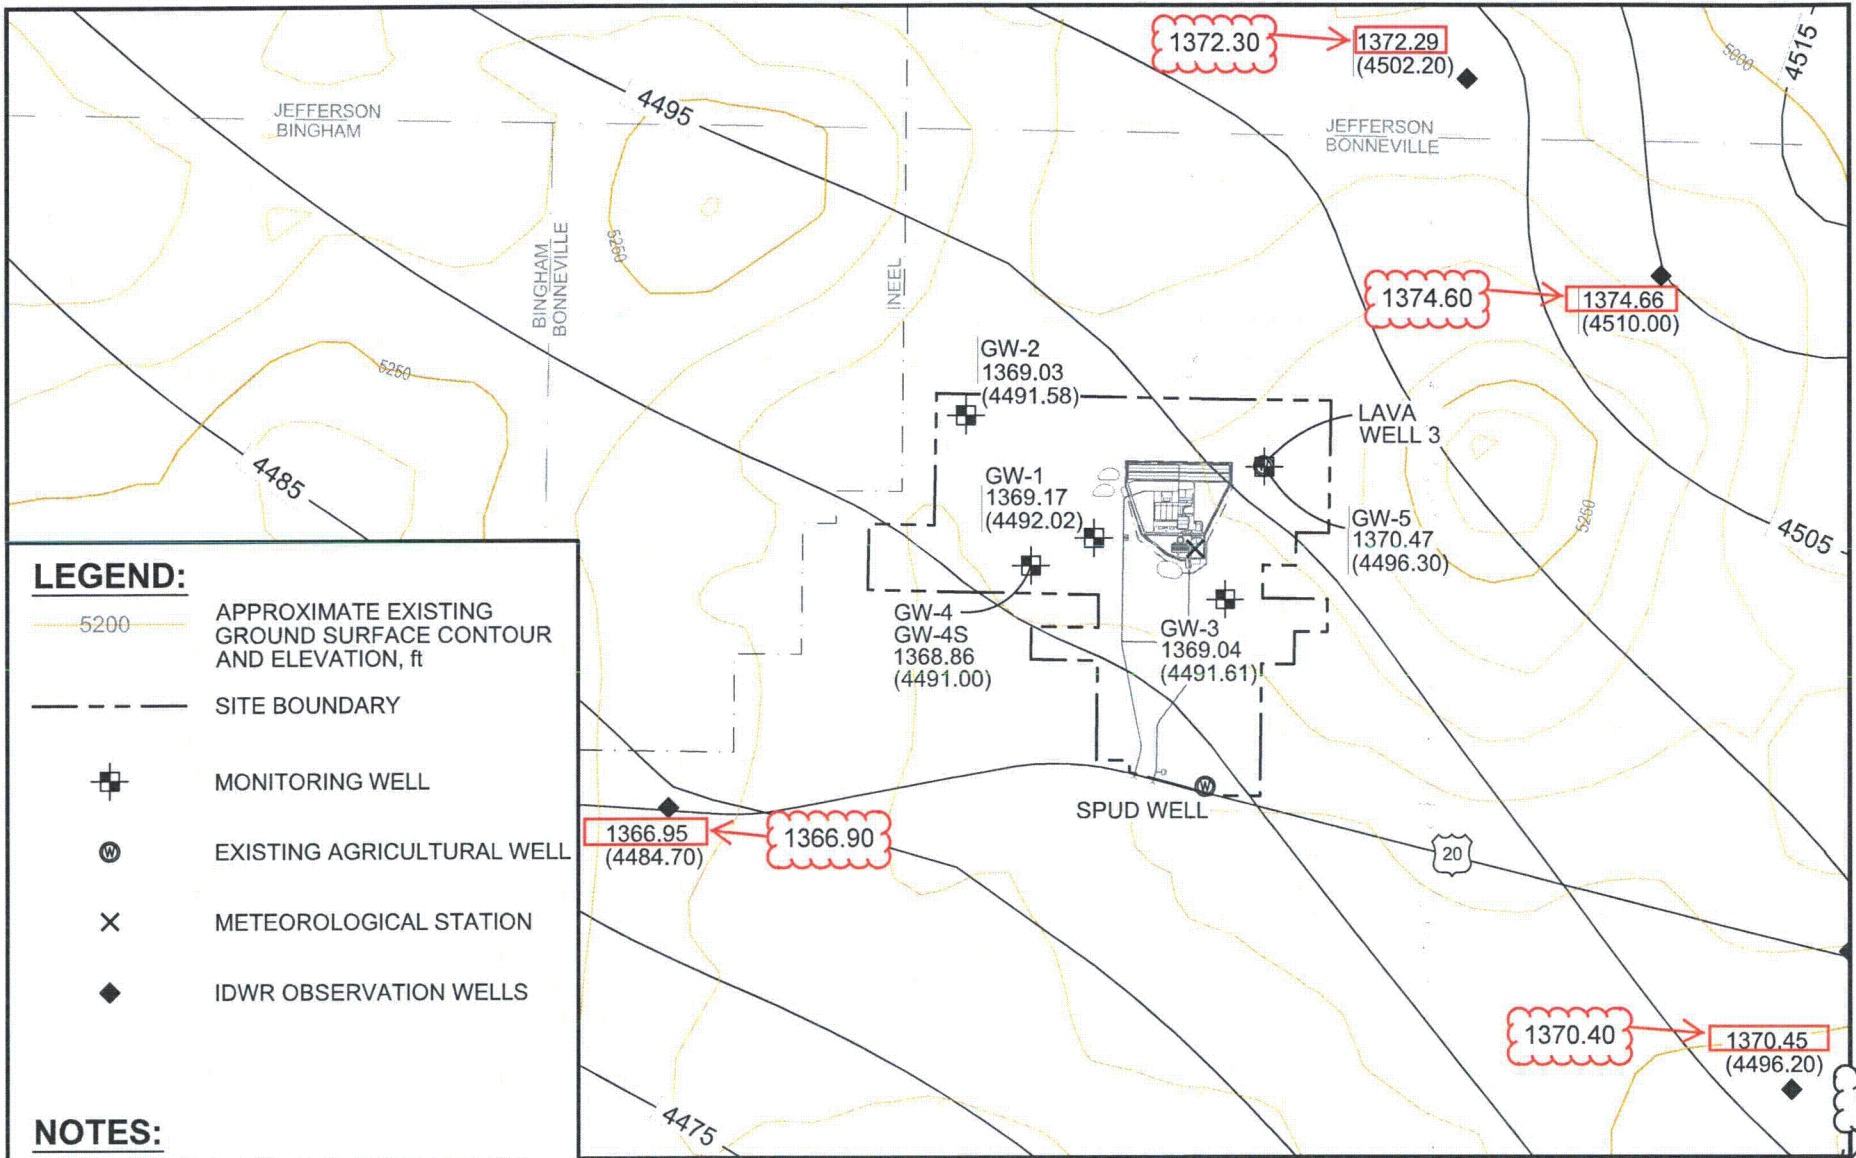 1372.30
1372.29
(4502.20)
5000
4515
4495
JEFFERSON
BINGHAM
JEFFERSON
BONNEVILLE
BINGHAM
BONNEVILLE
5250
INEEL
1374.60
1374.66
(4510.00)
5250
GW-2
1369.03
(4491.58)
LAVA
WELL 3
4485
GW-1
1369.17
(4492.02)
GW-5
1370.47
(4496.30)
5250
4505
GW-4
GW-4S
1368.86
(4491.00)
GW-3
1369.04
(4491.61)
LEGEND:
5200
APPROXIMATE EXISTING
GROUND SURFACE CONTOUR
AND ELEVATION, ft
SITE BOUNDARY
MONITORING WELL
W
EXISTING AGRICULTURAL WELL
METEOROLOGICAL STATION
IDWR OBSERVATION WELLS
NOTES:
W
SPUD WELL
1366.95
(4484.70)
1366.90
20
1370.40
1370.45
(4496.20)
4475